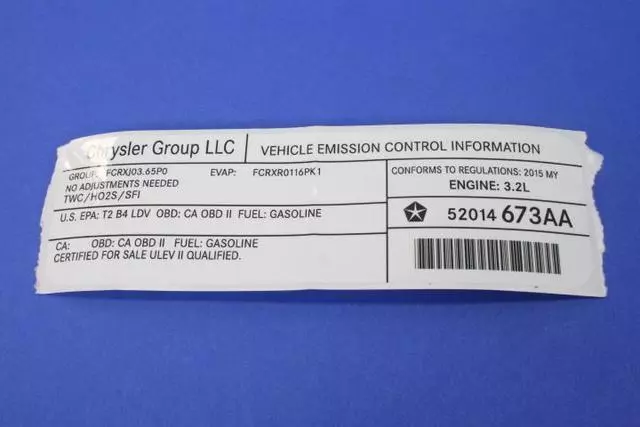 Chrysler Group LLC
VEHICLE EMISSION CONTROL INFORMATION
GROUP: FCRXJ03.65P0 EVAP: FCRXR0116PK1
NO ADJUSTMENTS NEEDED
TWC/HO2S/SFI
CONFORMS TO REGULATIONS: 2015 MY
ENGINE: 3.2L
U.S. EPA: T2 B4 LDV OBD: CA OBD II FUEL: GASOLINE
52014 673AA
CA: OBD: CA OBD II FUEL: GASOLINE
CERTIFIED FOR SALE ULEV II QUALIFIED.